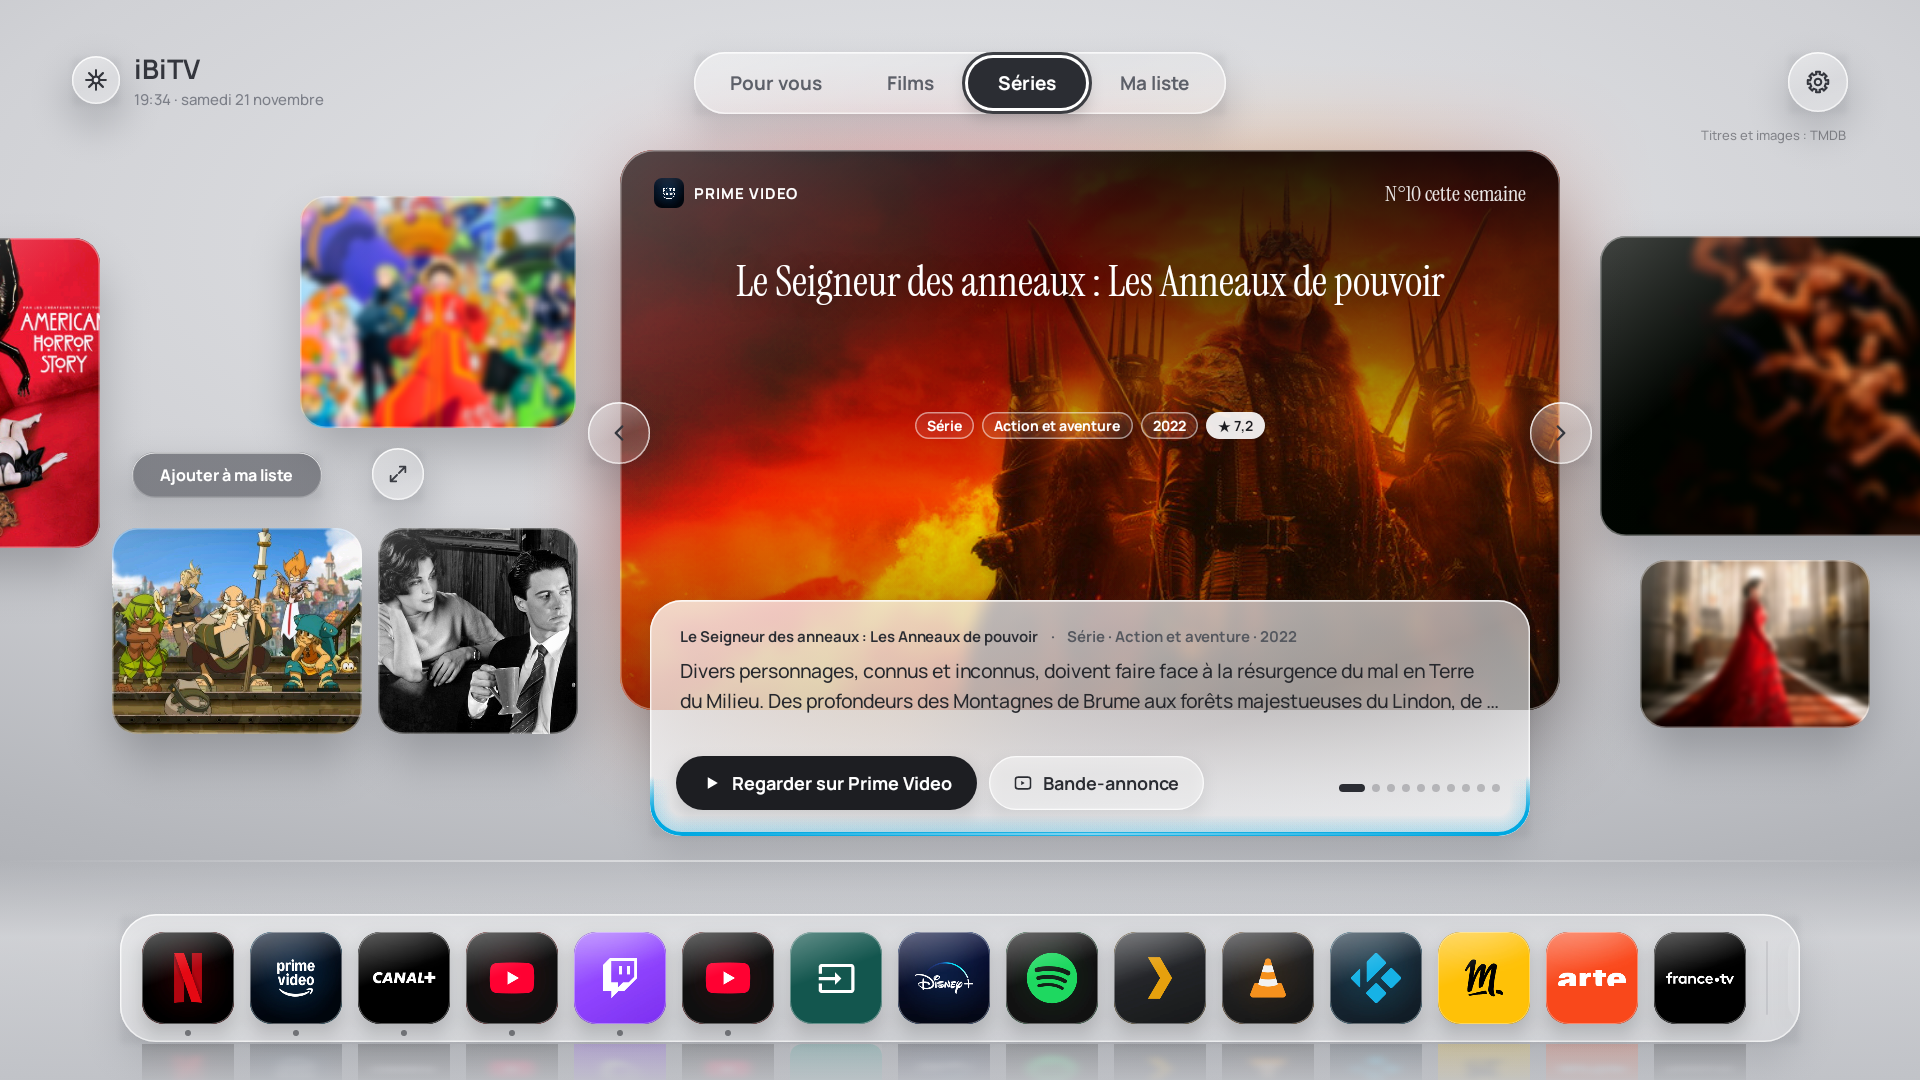 iBiTV
19:34 · samedi 21 novembre
Pour vous
Films
Séries
Ma liste
Titres et images : TMDB
PRIME VIDEO
N°10 cette semaine
Le Seigneur des anneaux : Les Anneaux de pouvoir
AMERICAN
HORROR
STORY
Série
Action et aventure
2022
★ 7,2
Ajouter à ma liste
Le Seigneur des anneaux : Les Anneaux de pouvoir · Série · Action et aventure · 2022
Divers personnages, connus et inconnus, doivent faire face à la résurgence du mal en Terre
du Milieu. Des profondeurs des Montagnes de Brume aux forêts majestueuses du Lindon, de ...
Regarder sur Prime Video
Bande-annonce
prime
video
CANAL+
Disney+
arte
france•tv